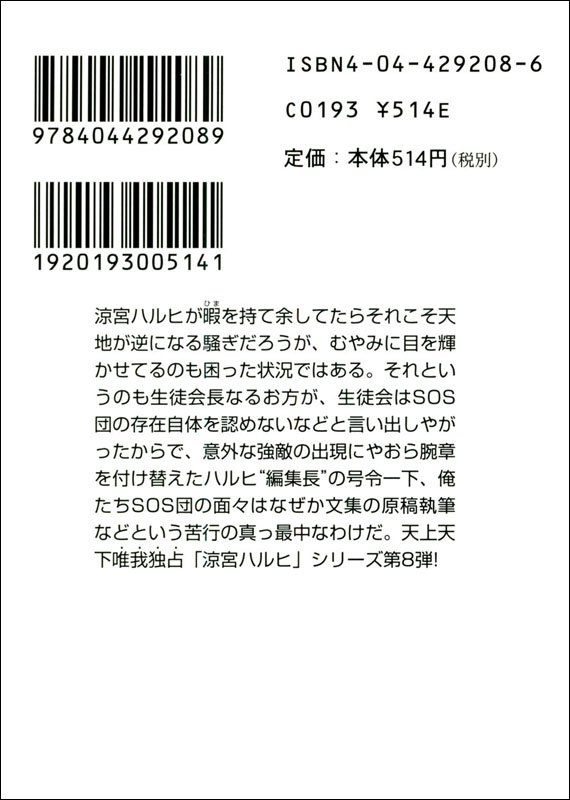 ISBN4-04-429208-6
9784044292089
C0193 ¥514E
定価：本体514円（税別）
1920193005141
涼宮ハルヒが暇を持て余してたらそれこそ天
ひま
地が逆になる騒ぎだろうが、むやみに目を輝
かせてるのも困った状況ではある。それとい
うのも生徒会長なるお方が、生徒会はSOS
団の存在自体を認めないなどと言い出しやが
ったからで、意外な強敵の出現にやおら腕章
を付け替えたハルヒ“編集長”の号令一下、俺
たちSOS団の面々はなぜか文集の原稿執筆
などという苦行の真っ最中なわけだ。天上天
下唯我独占「涼宮ハルヒ」シリーズ第8弾!